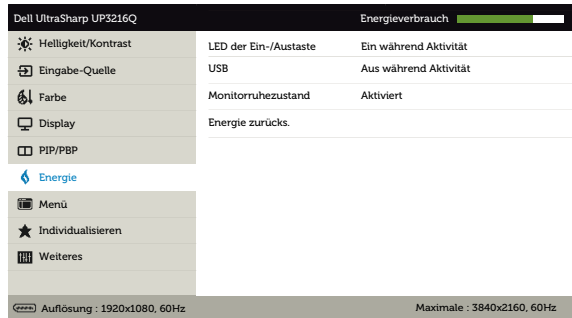 Dell UltraSharp UP3216Q Energieverbrauch
Helligkeit/Kontrast
Eingabe-Quelle
Farbe
Display
PIP/PBP
Energie
Menü
Individualisieren
Weiteres
LED der Ein-/Austaste Ein während Aktivität
USB Aus während Aktivität
Monitorruhezustand Aktiviert
Energie zurücks.
Auflösung : 1920x1080, 60Hz Maximale : 3840x2160, 60Hz